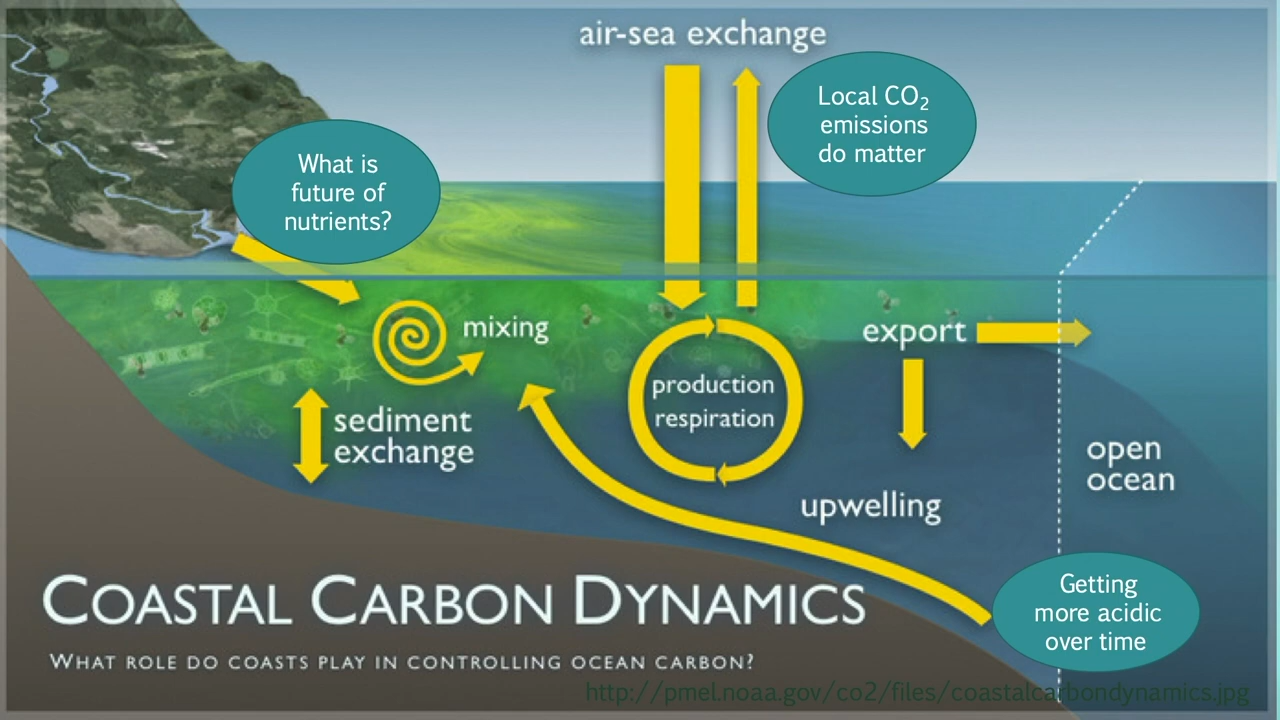 air-sea exchange
Local CO₂
emissions
do matter
What is
future of
nutrients?
mixing
export
production
respiration
sediment
exchange
open
ocean
upwelling
Getting
more acidic
over time
COASTAL CARBON DYNAMICS
WHAT ROLE DO COASTS PLAY IN CONTROLLING OCEAN CARBON?
http://pmel.noaa.gov/co2/files/coastalcarbondynamics.jpg